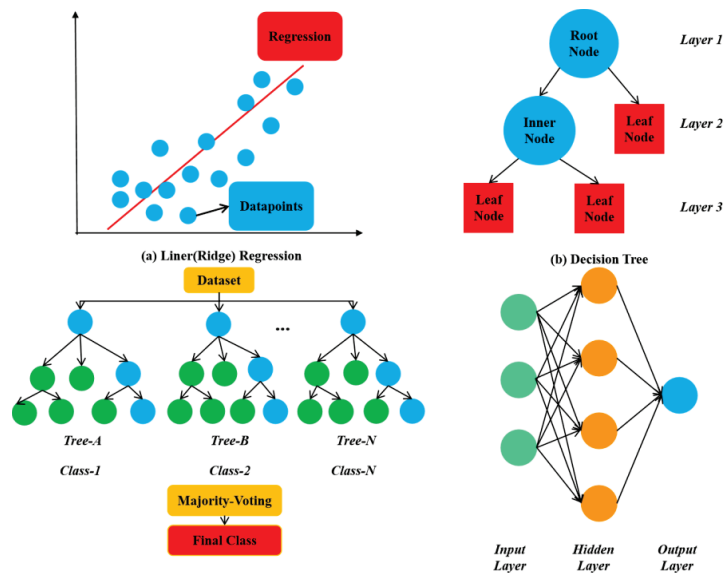 Regression
Datapoints
(a) Liner(Ridge) Regression
Root
Node
Layer 1
Inner
Node
Leaf
Node
Layer 2
Leaf
Node
Leaf
Node
Layer 3
(b) Decision Tree
Dataset
...
Tree-A
Tree-B
Tree-N
Class-1
Class-2
Class-N
Majority-Voting
Final Class
Input
Layer
Hidden
Layer
Output
Layer